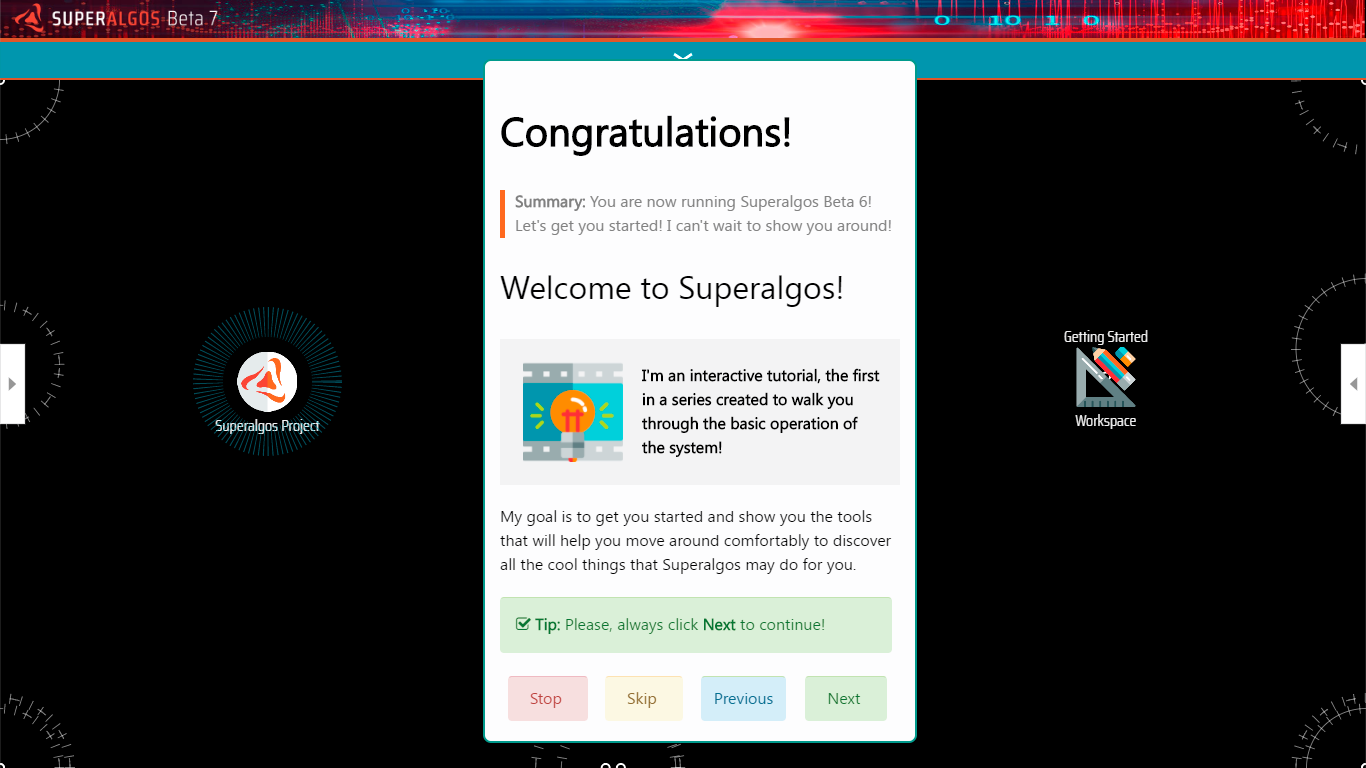 SUPERALGOS Beta 7
0 10 1 0
Congratulations!
Summary: You are now running Superalgos Beta 6!
Let's get you started! I can't wait to show you around!
Welcome to Superalgos!
I'm an interactive tutorial, the first
in a series created to walk you
through the basic operation of
the system!
My goal is to get you started and show you the tools
that will help you move around comfortably to discover
all the cool things that Superalgos may do for you.
Tip: Please, always click Next to continue!
Stop
Skip
Previous
Next
Superalgos Project
Getting Started
Workspace